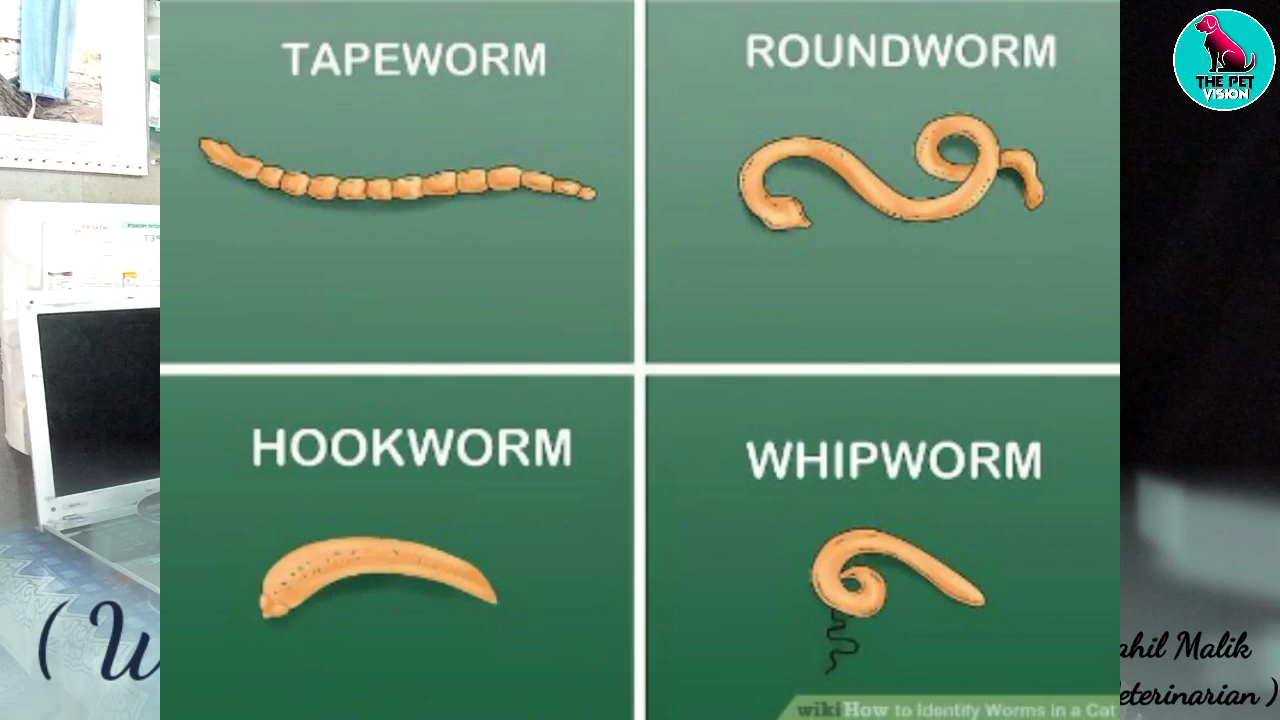 TAPEWORM
ROUNDWORM
THE PET
VISION
HOOKWORM
WHIPWORM
( W
ahil Malik
eterinarian )
wikiHow to Identify Worms in a Cat